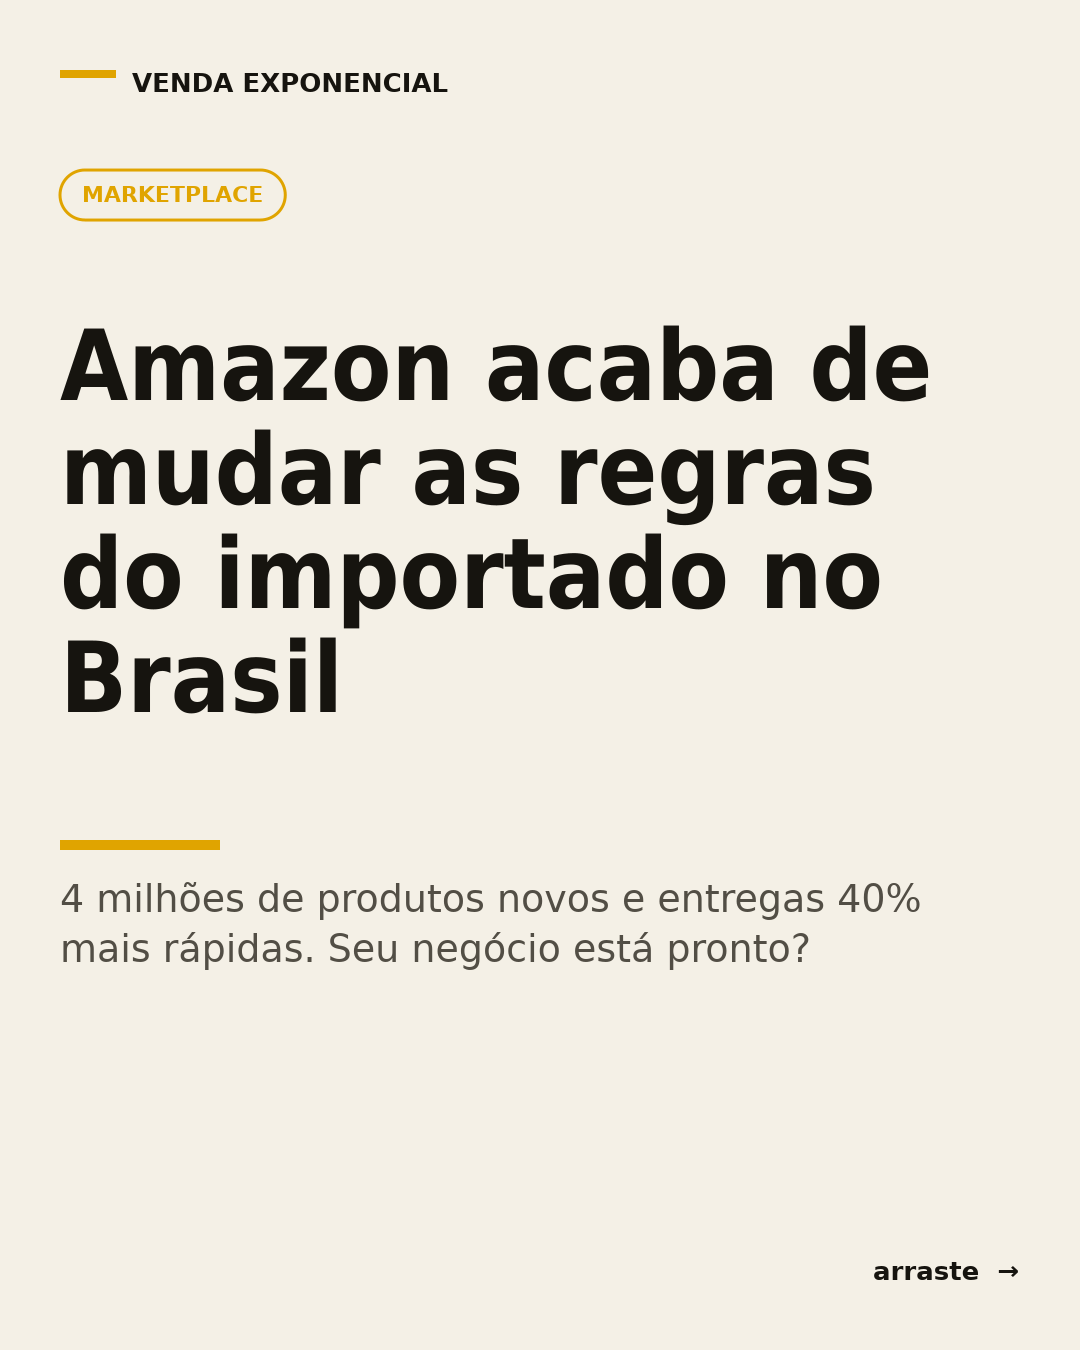 VENDA EXPONENCIAL
MARKETPLACE
Amazon acaba de
mudar as regras
do importado no
Brasil
4 milhões de produtos novos e entregas 40%
mais rápidas. Seu negócio está pronto?
arraste →